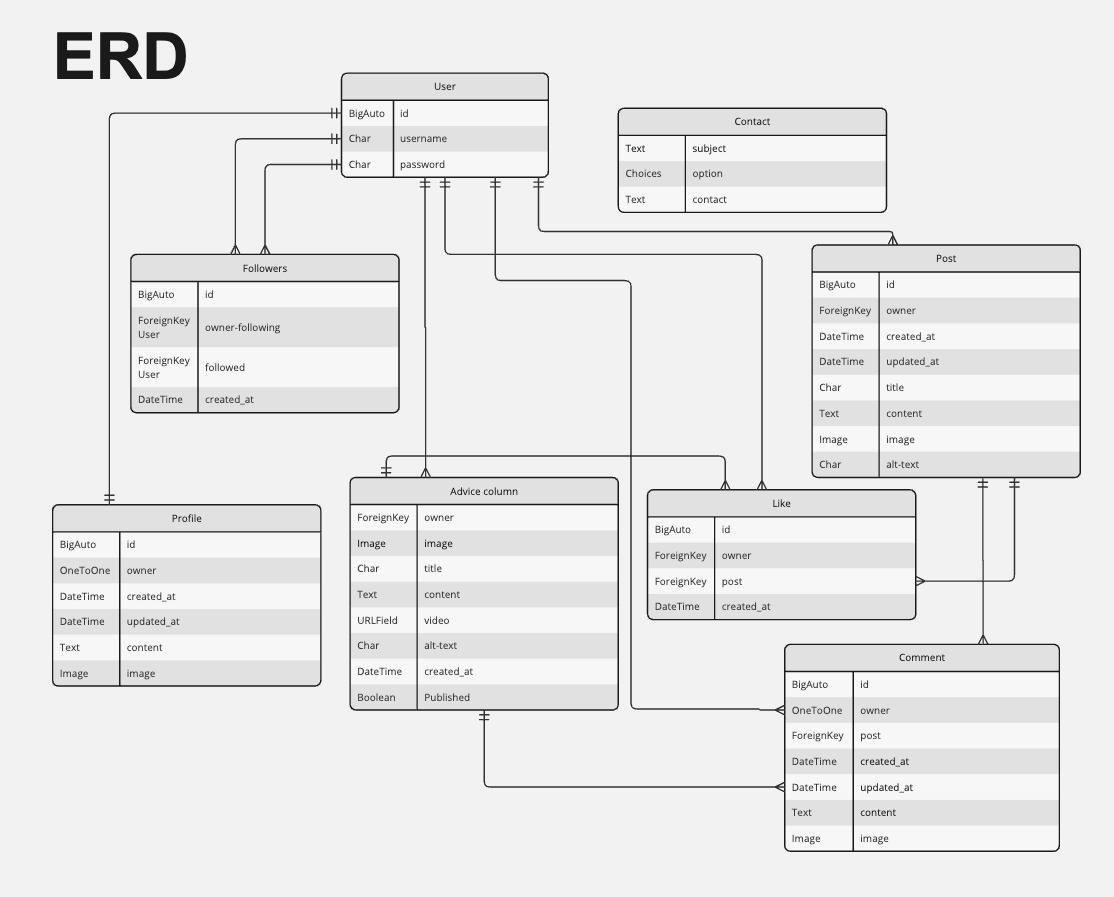 ERD
User
BigAuto id
Char username
Char password
Contact
Text subject
Choices option
Text contact
Followers
BigAuto id
ForeignKey
User owner-following
ForeignKey
User followed
DateTime created_at
Post
BigAuto id
ForeignKey owner
DateTime created_at
DateTime updated_at
Char title
Text content
Image image
Char alt-text
Profile
BigAuto id
OneToOne owner
DateTime created_at
DateTime updated_at
Text content
Image image
Advice column
ForeignKey owner
Image image
Char title
Text content
URLField video
Char alt-text
DateTime created_at
Boolean Published
Like
BigAuto id
ForeignKey owner
ForeignKey post
DateTime created_at
Comment
BigAuto id
OneToOne owner
ForeignKey post
DateTime created_at
DateTime updated_at
Text content
Image image